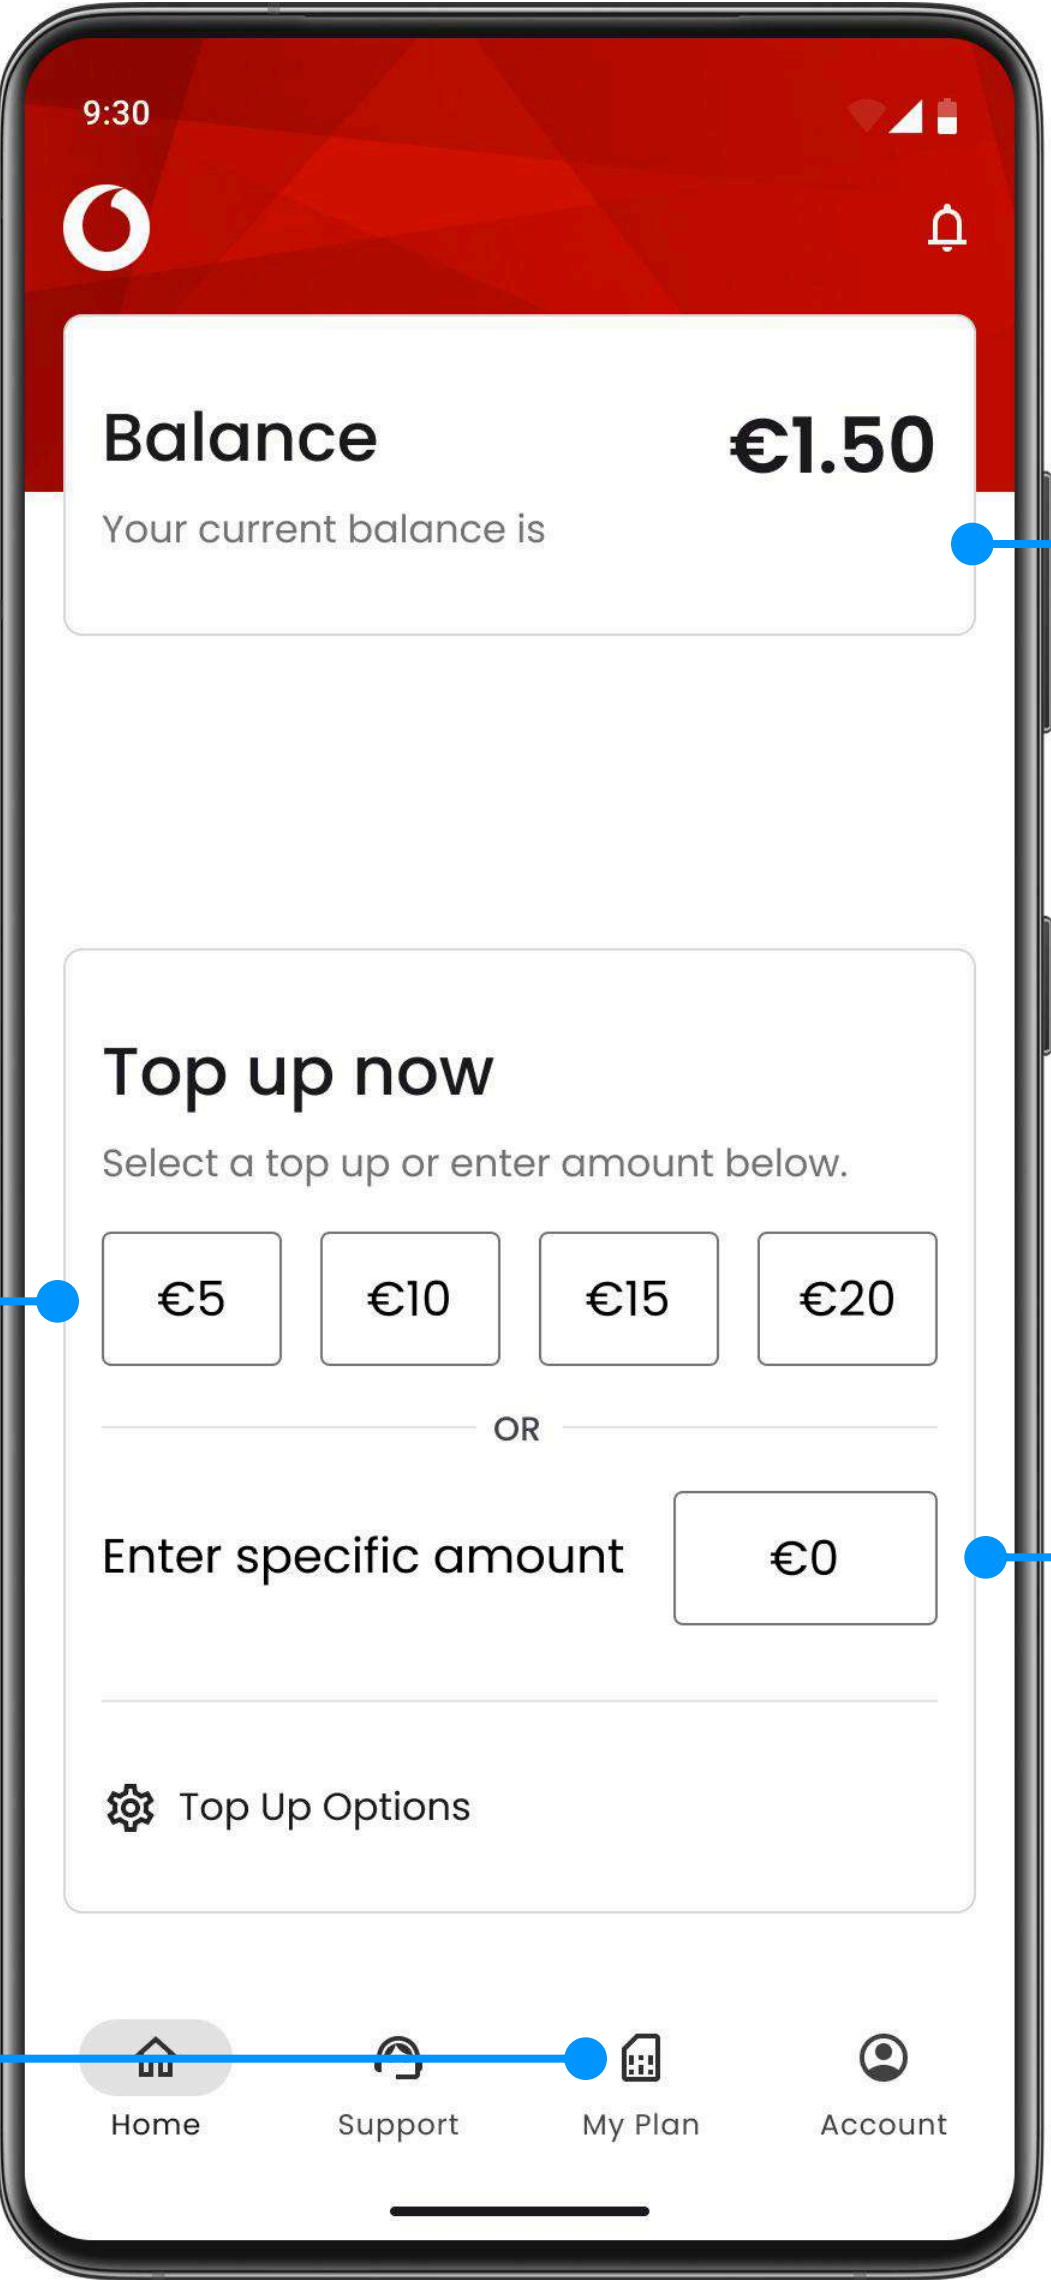 9:30
Balance
€1.50
Your current balance is
Top up now
Select a top up or enter amount below.
€5 €10 €15 €20
OR
Enter specific amount €0
Top Up Options
Home Support My Plan Account